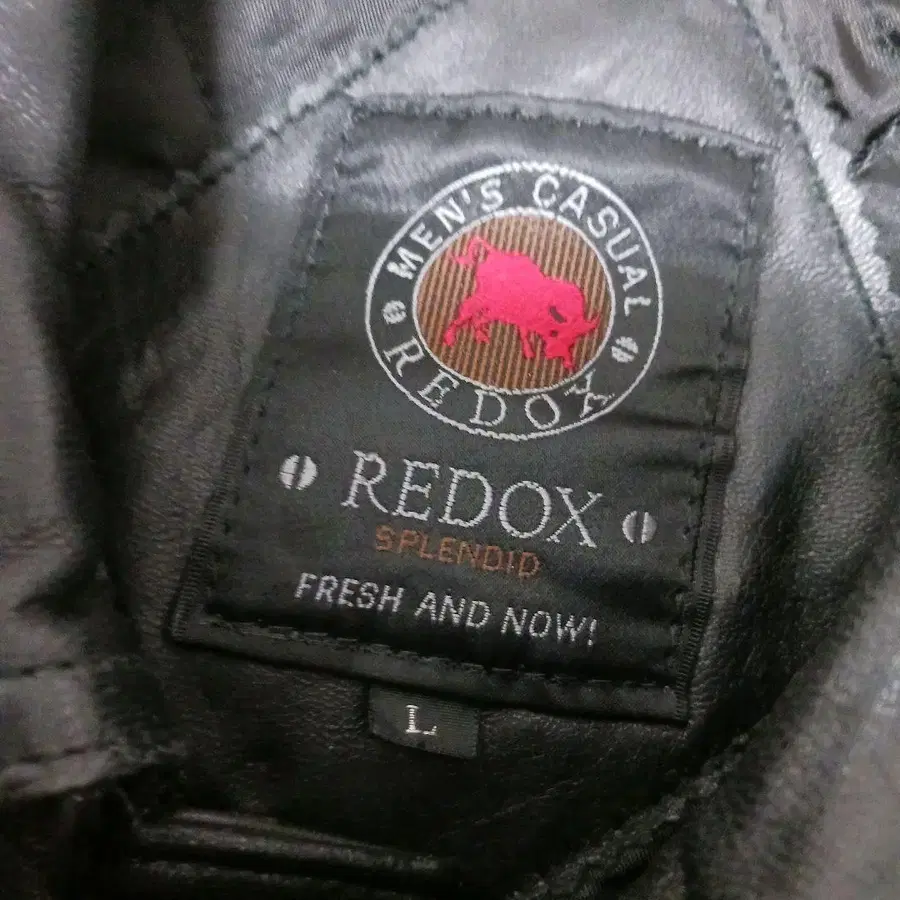 MEN'S CASUAL
REDOX
REDOX
SPLENDID
FRESH AND NOW!
L